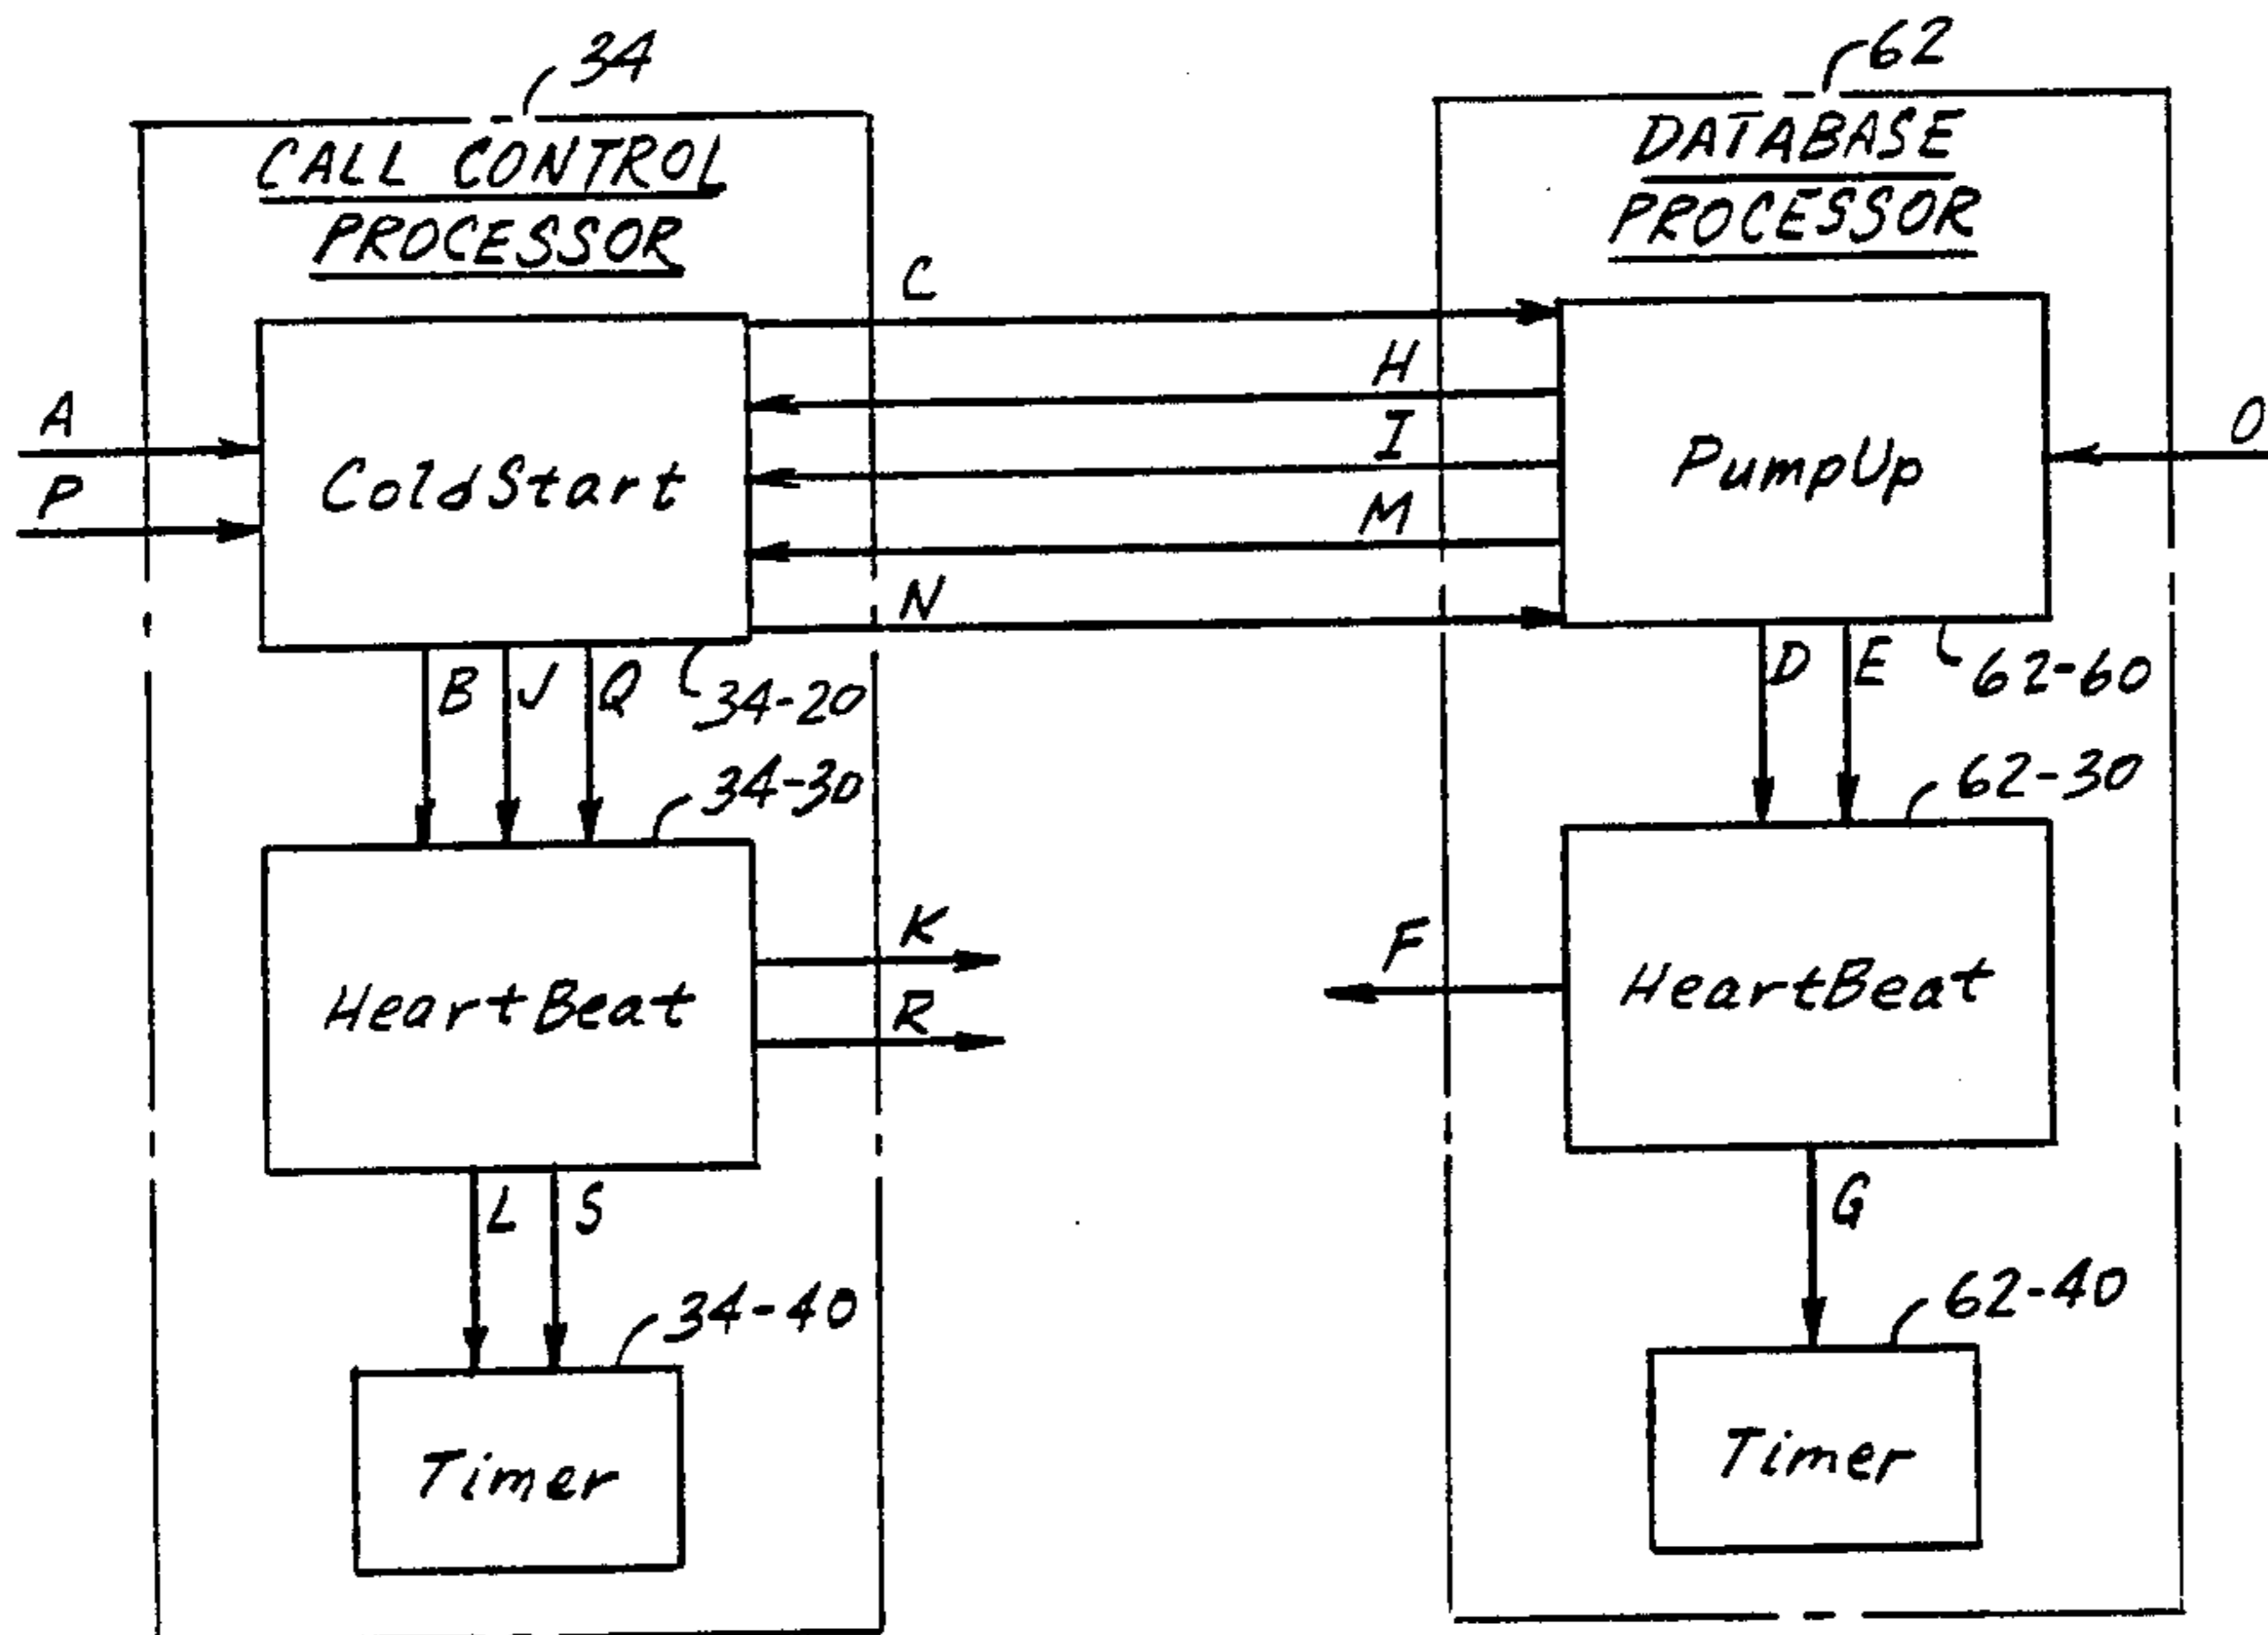 34
CALL CONTROL
PROCESSOR
62
DATABASE
PROCESSOR
C
H
I
M
N
A
P
ColdStart
PumpUp
O
B
J
Q
34-20
34-30
D
E
62-60
62-30
HeartBeat
K
R
F
HeartBeat
L
S
34-40
G
62-40
Timer
Timer